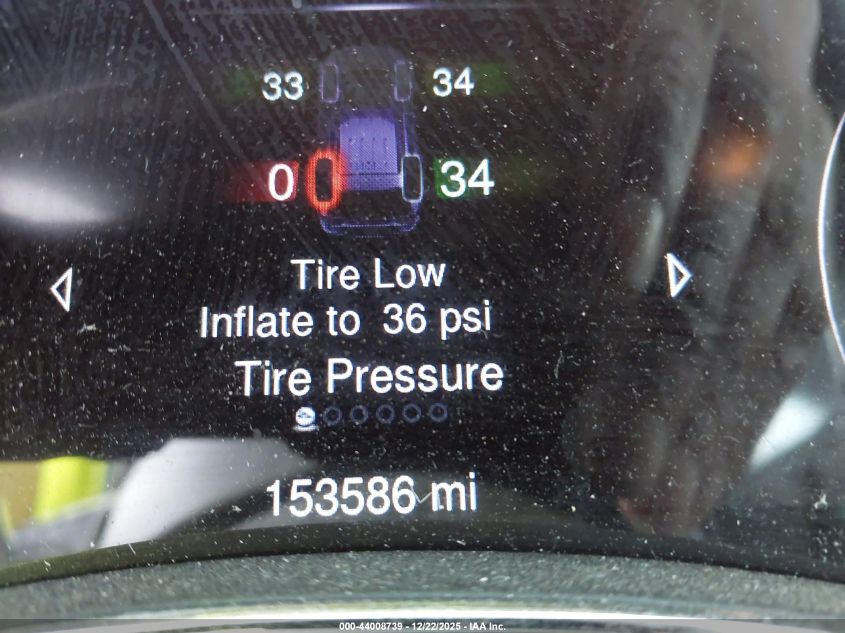 33 34
0 34
Tire Low
Inflate to 36 psi
Tire Pressure
153586 mi
000-44008739 - 12/22/2025 - IAA Inc.